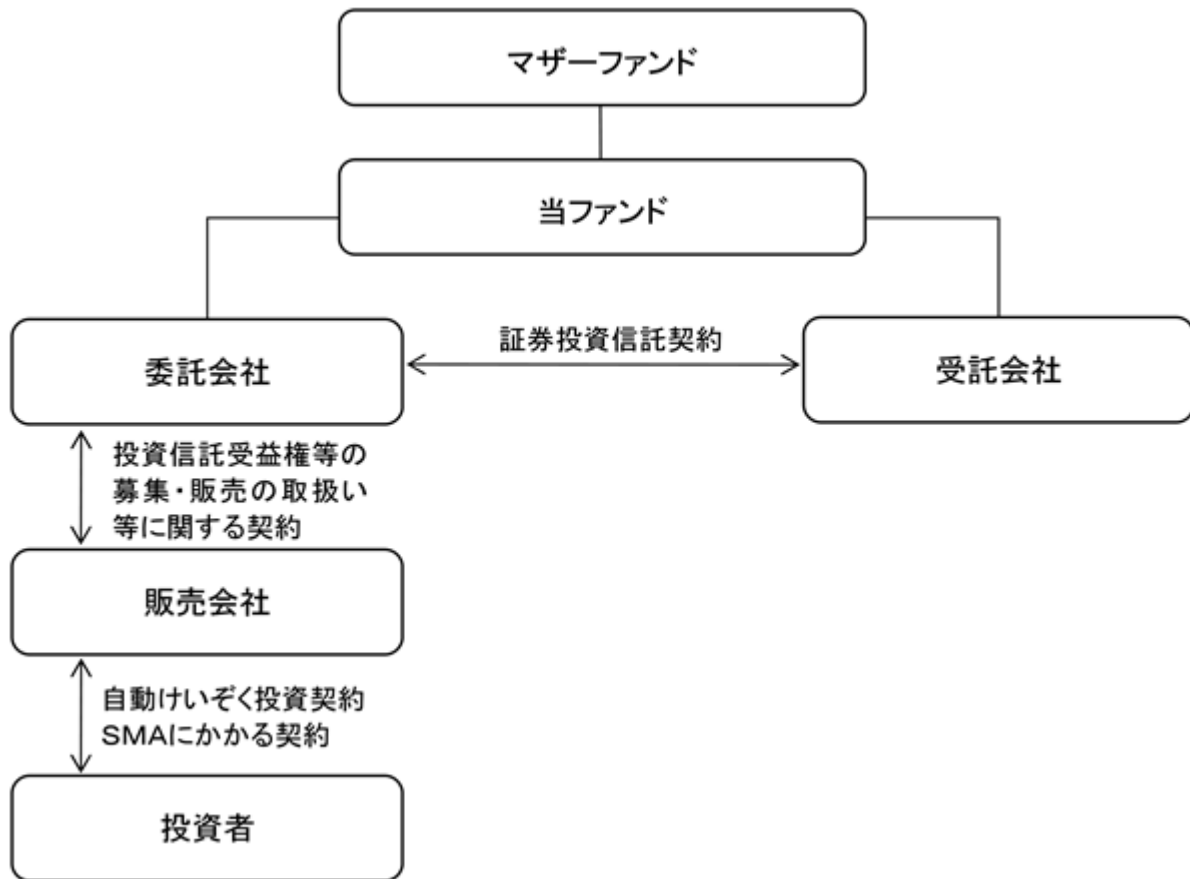 マザーファンド
当ファンド
証券投資信託契約
委託会社
受託会社
投資信託受益権等の
募集・販売の取扱い
等に関する契約
販売会社
自動けいぞく投資契約
SMAにかかる契約
投資者